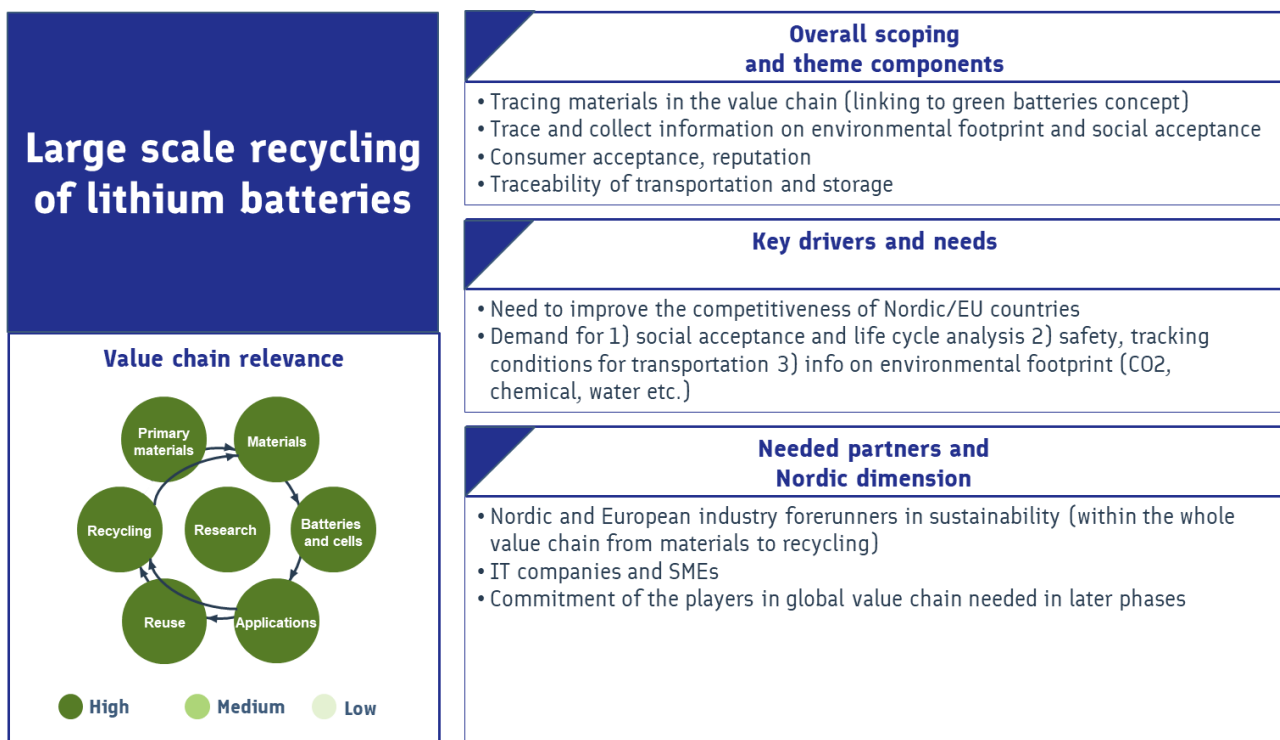 Large scale recycling
of lithium batteries
Value chain relevance
Primary
materials
Materials
Recycling
Research
Batteries
and cells
Reuse
Applications
High
Medium
Low
Overall scoping
and theme components
• Tracing materials in the value chain (linking to green batteries concept)
• Trace and collect information on environmental footprint and social acceptance
• Consumer acceptance, reputation
• Traceability of transportation and storage
Key drivers and needs
• Need to improve the competitiveness of Nordic/EU countries
• Demand for 1) social acceptance and life cycle analysis 2) safety, tracking
conditions for transportation 3) info on environmental footprint (CO2,
chemical, water etc.)
Needed partners and
Nordic dimension
• Nordic and European industry forerunners in sustainability (within the whole
value chain from materials to recycling)
• IT companies and SMEs
• Commitment of the players in global value chain needed in later phases